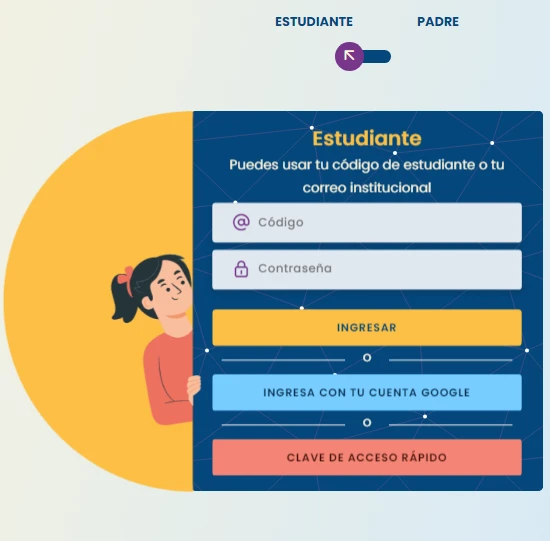 ESTUDIANTE PADRE
Estudiante
Puedes usar tu código de estudiante o tu
correo institucional
Código
Contraseña
INGRESAR
O
INGRESA CON TU CUENTA GOOGLE
O
CLAVE DE ACCESO RÁPIDO